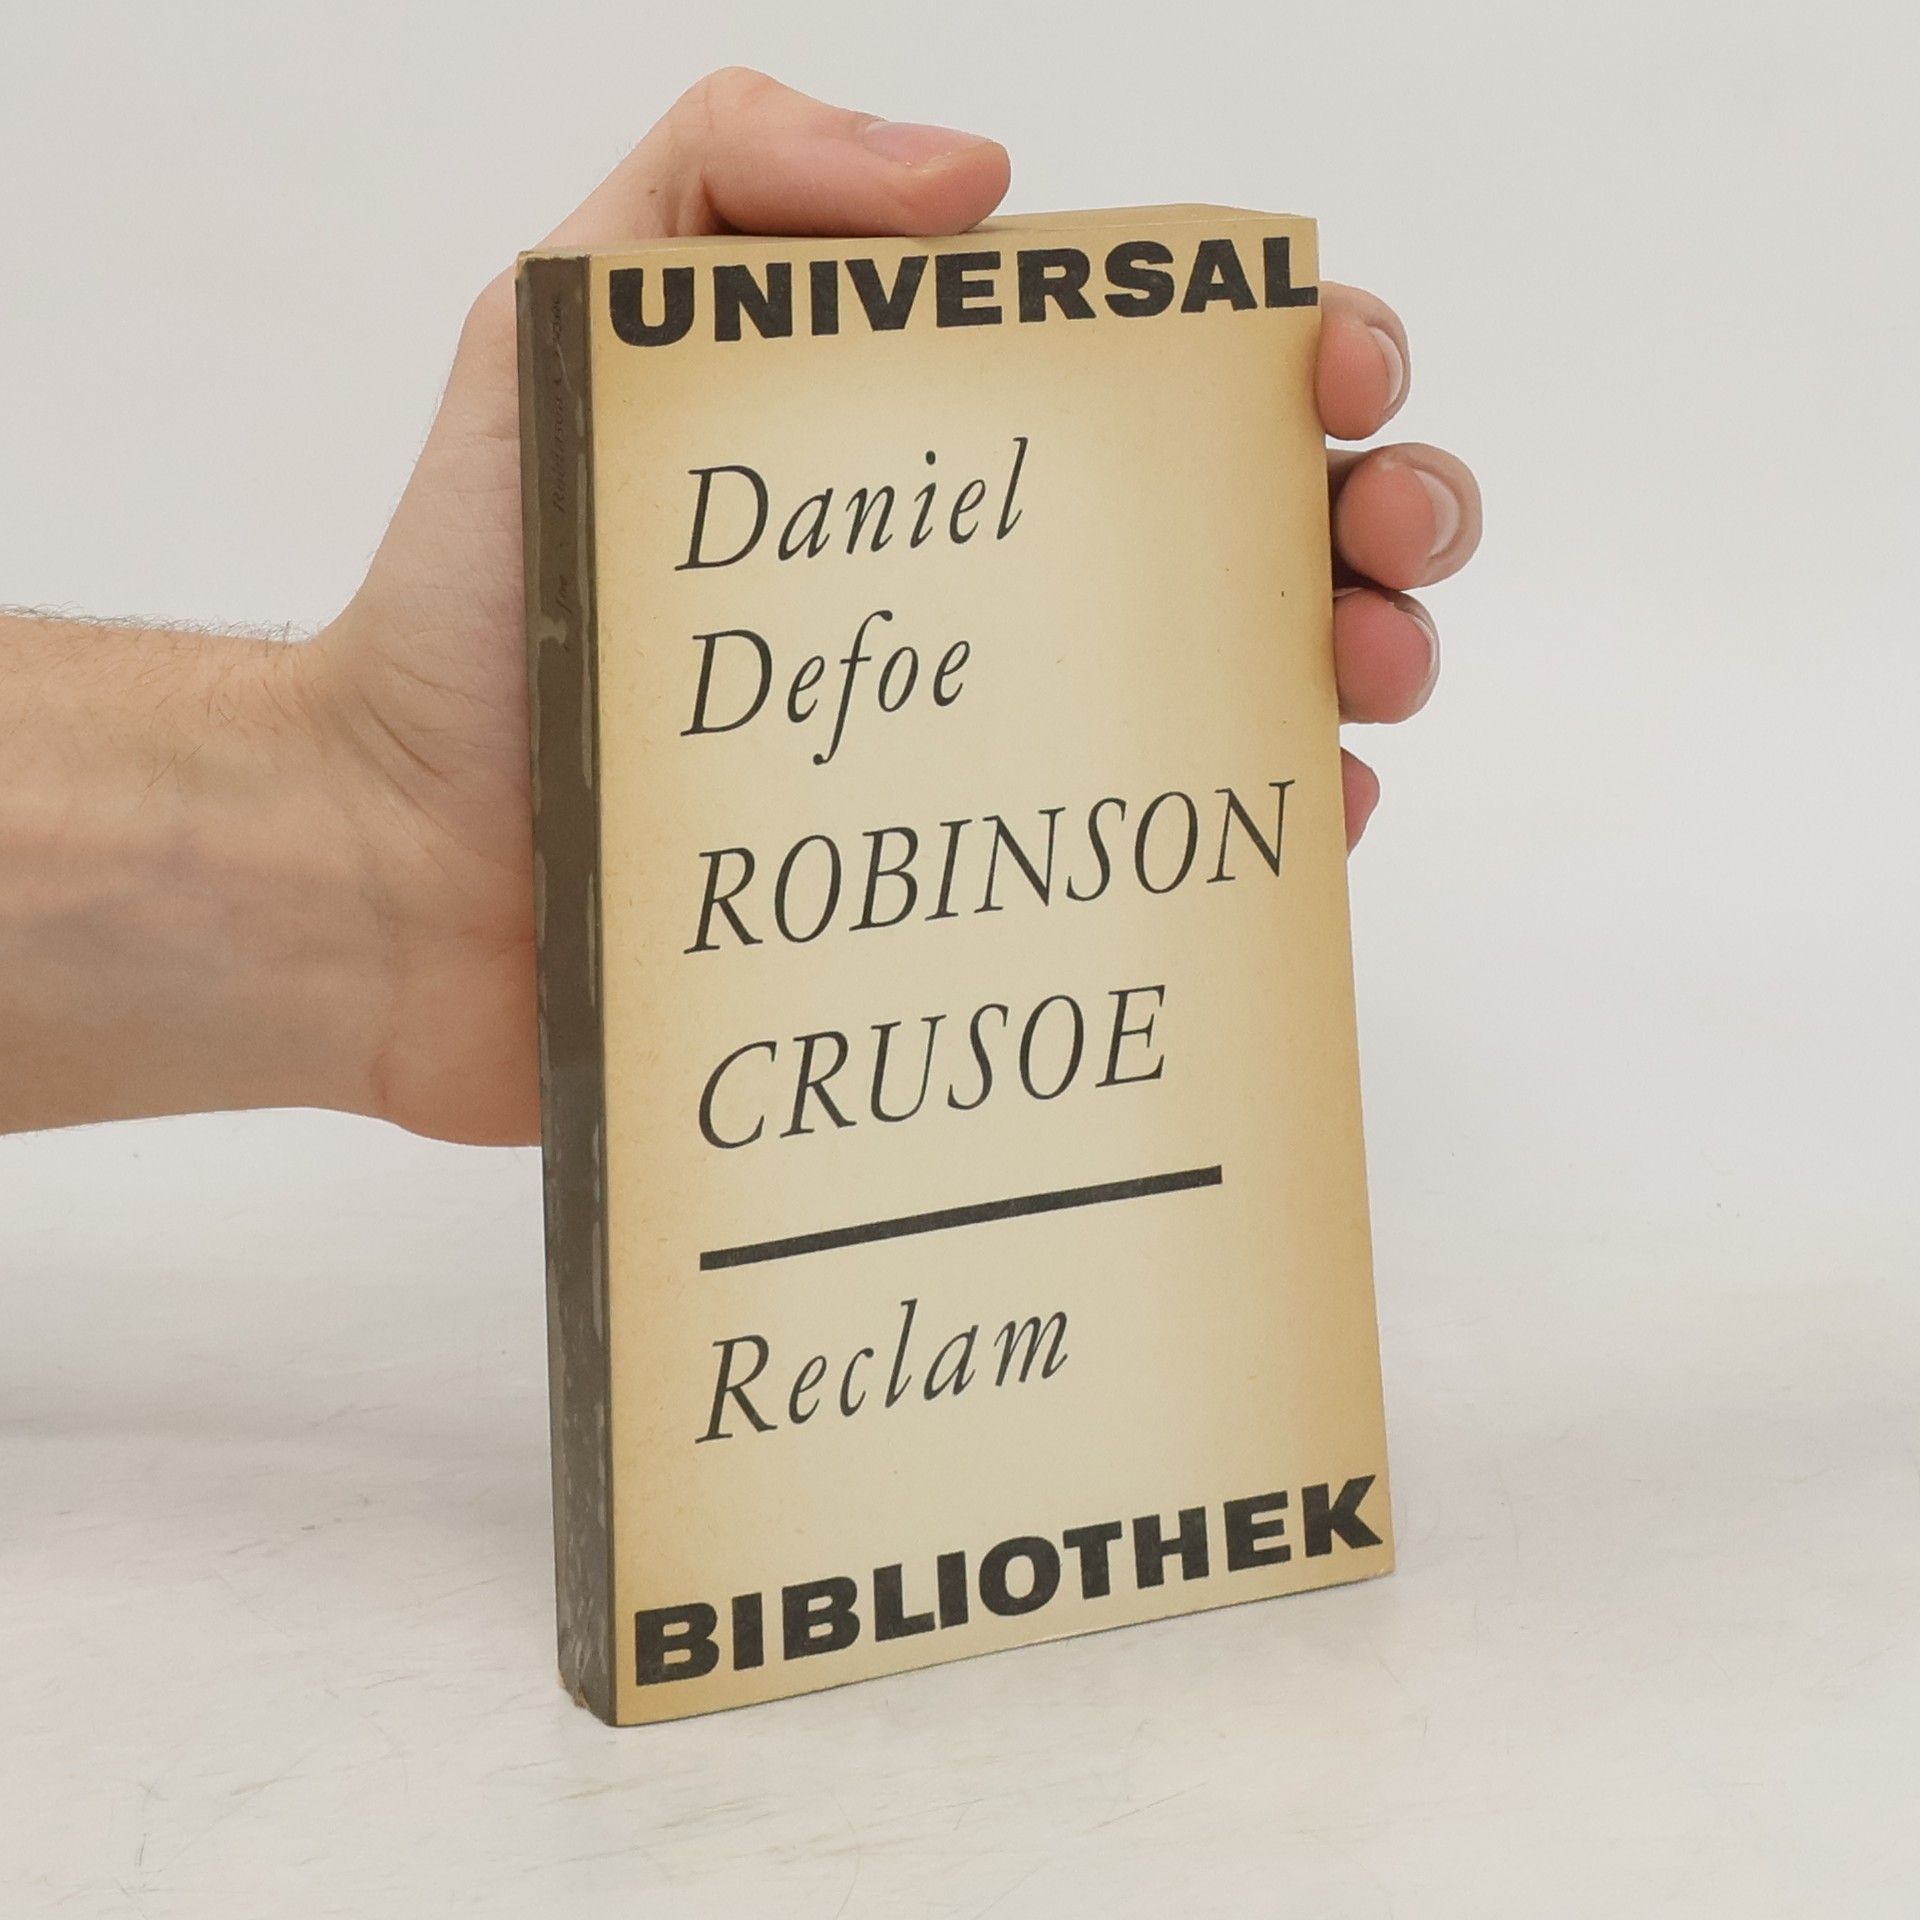 UNIVERSAL
Daniel
Defoe
ROBINSON
CRUSOE
Reclam
BIBLIOTHEK